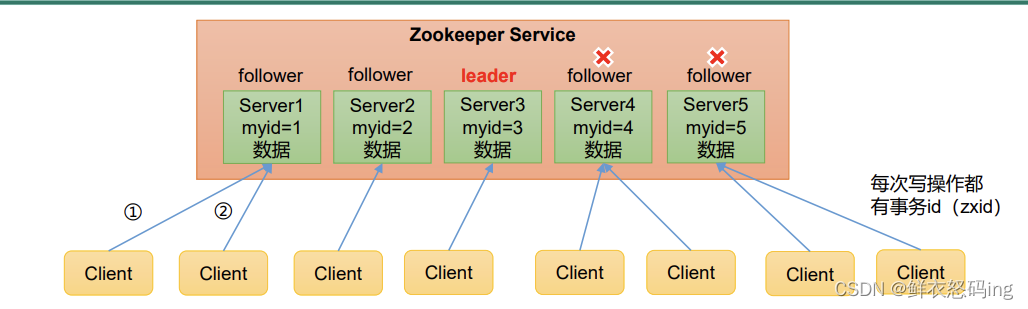 Zookeeper Service
follower
follower
leader
follower
follower
Server1
myid=1
数据
Server2
myid=2
数据
Server3
myid=3
数据
Server4
myid=4
数据
Server5
myid=5
数据
每次写操作都
有事务id（zxid）
①
②
Client
Client
Client
Client
Client
Client
Client
Client
CSDN @鲜衣怒码ing